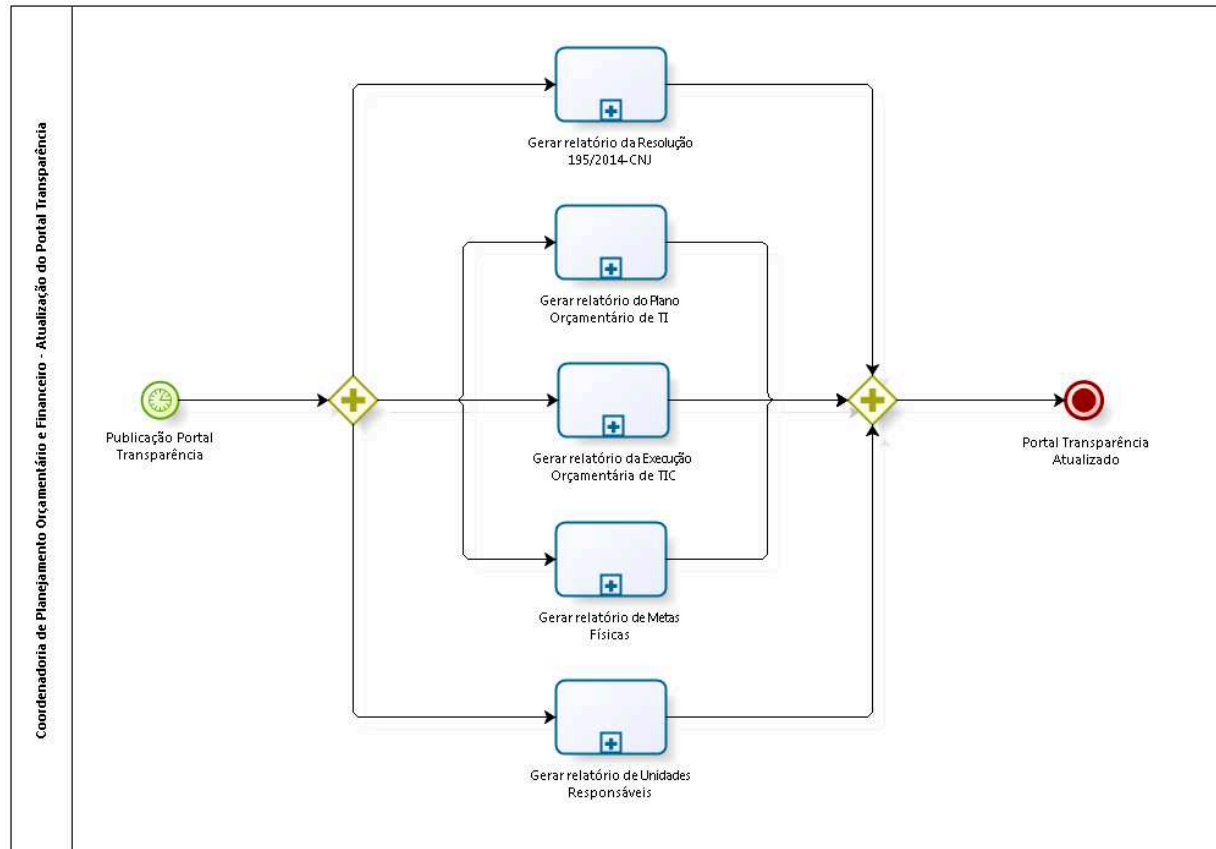 Coordenadoria de Planejamento Orçamentário e Financeiro - Atualização do Portal Transparência
Gerar relatório da Resolução
195/2014-CNJ
Gerar relatório do Plano
Orçamentário de TI
Publicação Portal
Transparência
Gerar relatório da Execução
Orçamentária de TIC
Portal Transparência
Atualizado
Gerar relatório de Metas
Físicas
Gerar relatório de Unidades
Responsáveis